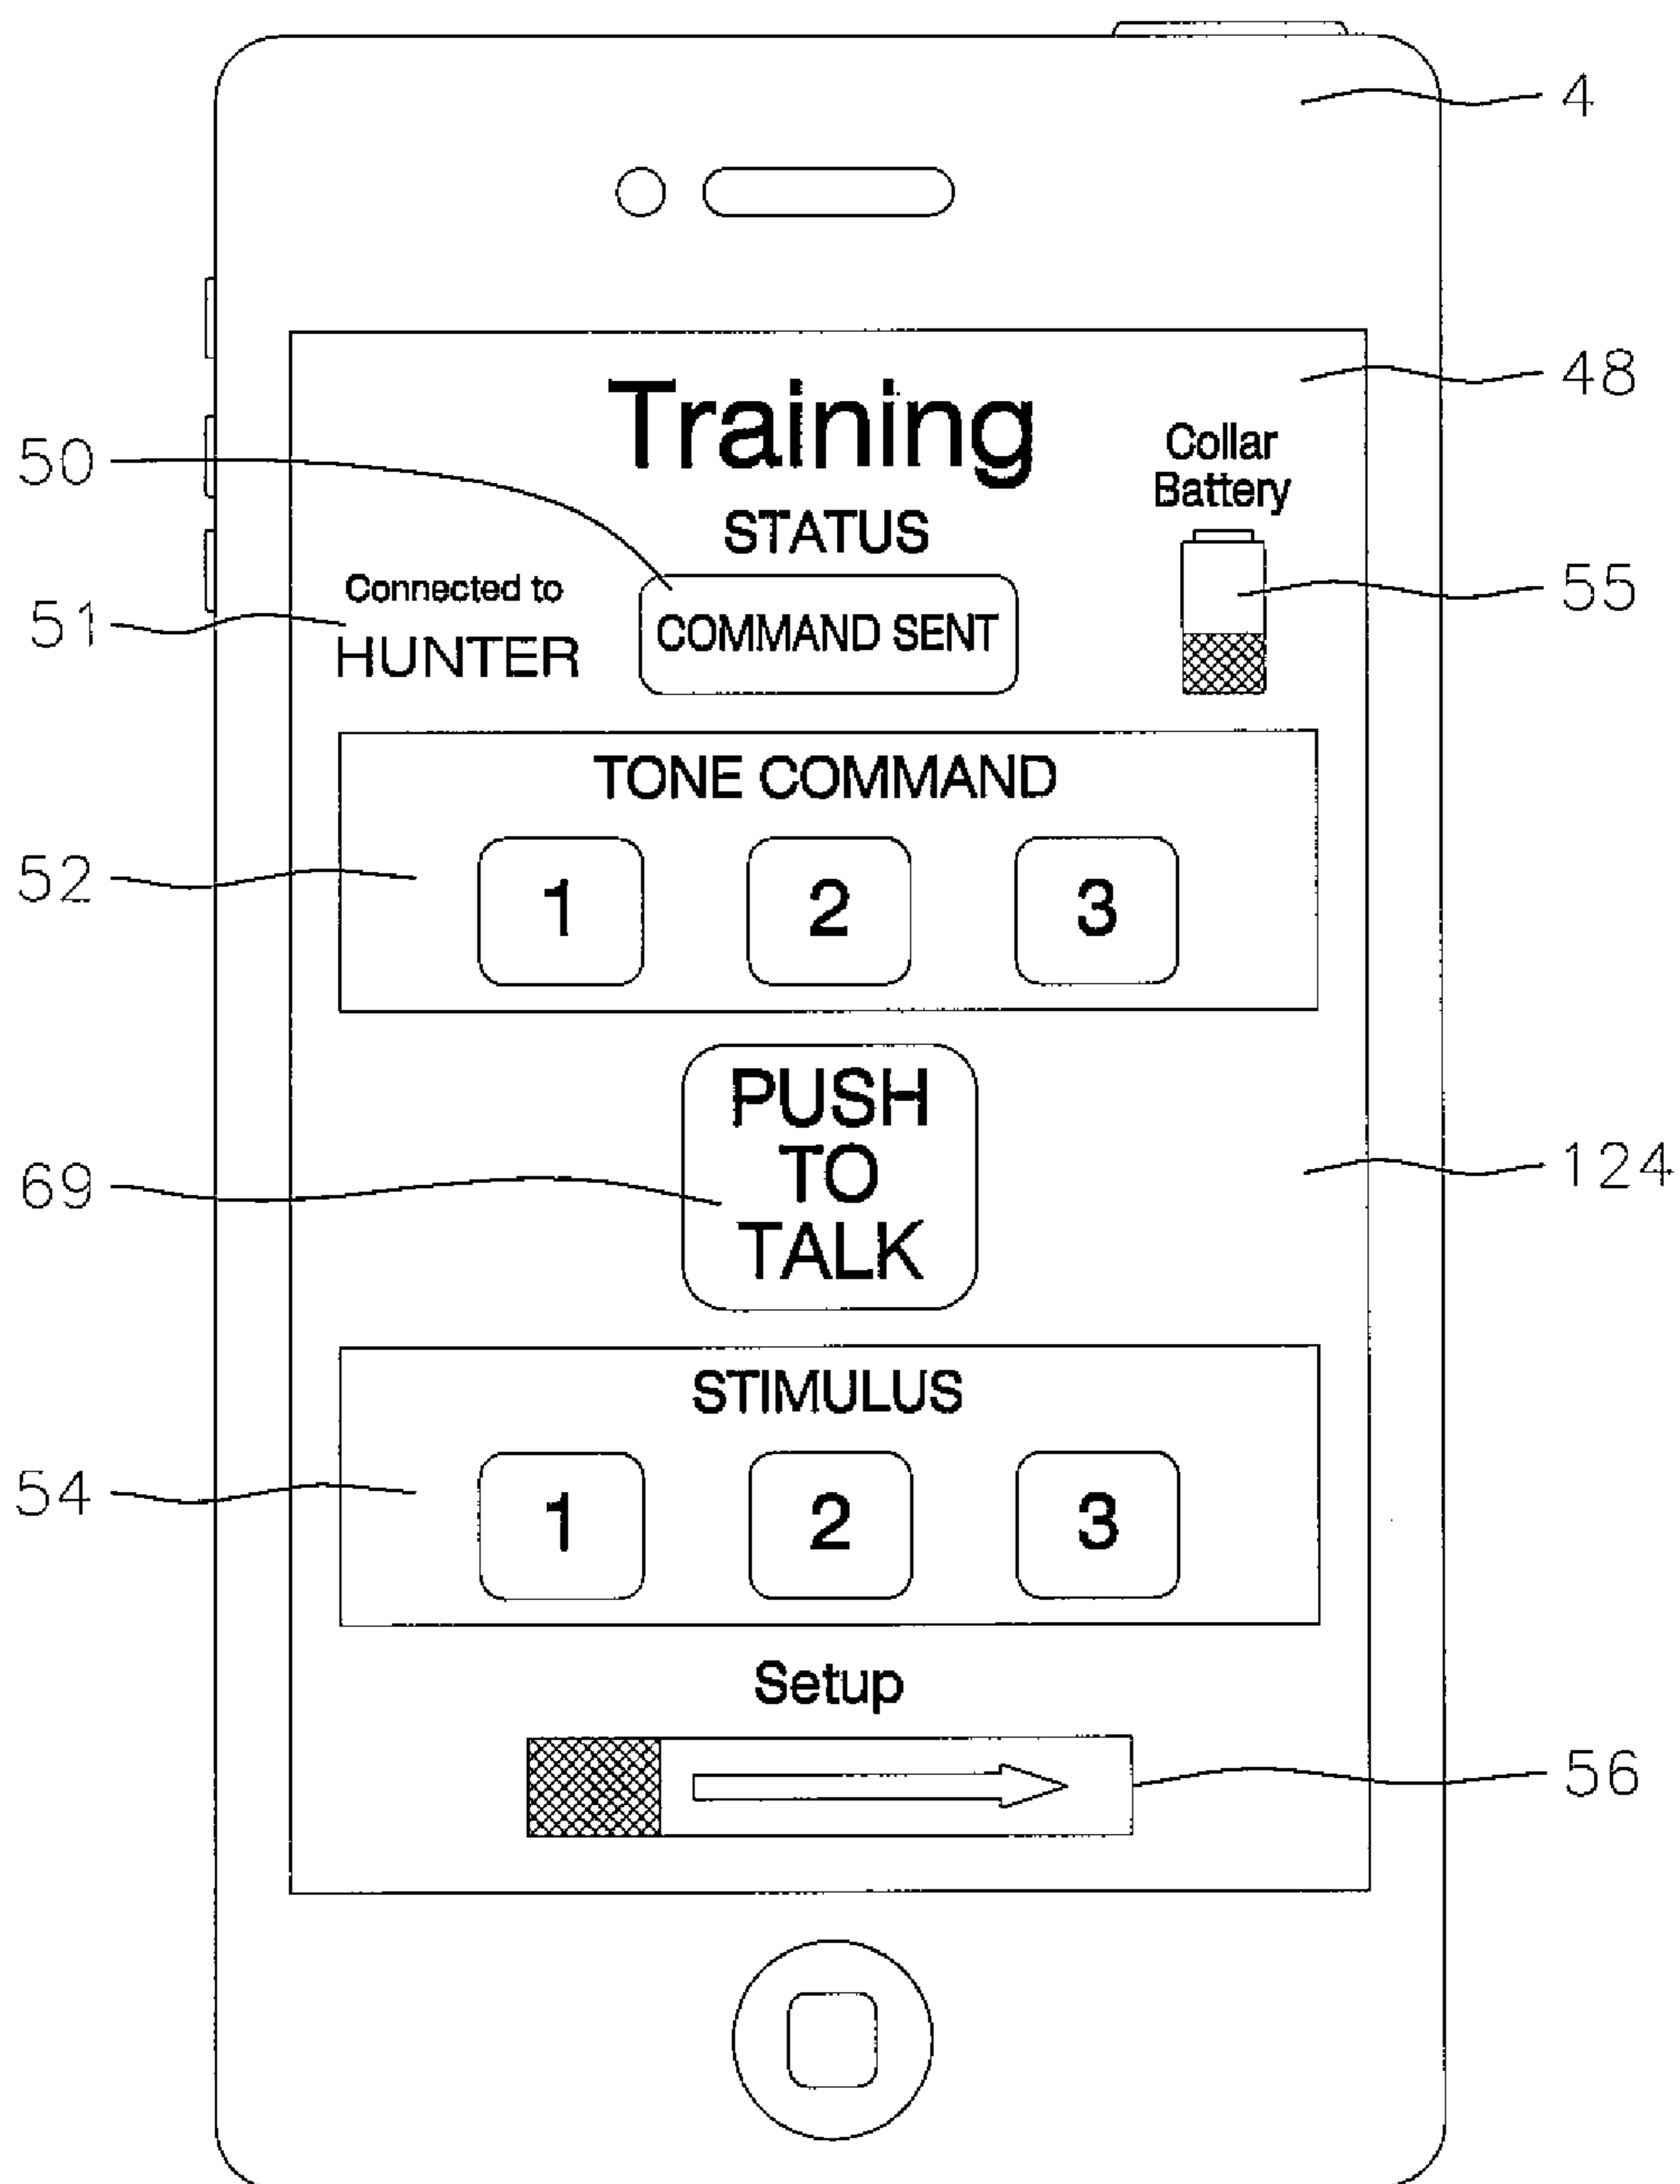 4
48
Training
Collar
Battery
50
STATUS
Connected to
HUNTER
51
COMMAND SENT
55
TONE COMMAND
52
1 2 3
PUSH
TO
TALK
69
124
STIMULUS
54
1 2 3
Setup
56